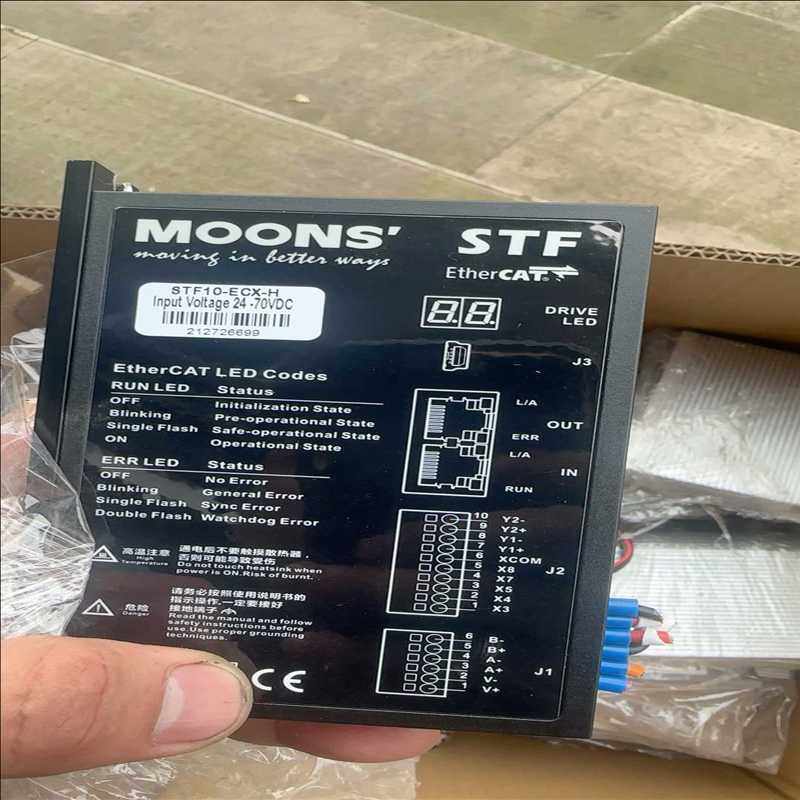 MOONS'
moving in better ways
STF
EtherCAT
STF10-ECX-H
Input Voltage 24-70VDC
212726699
DRIVE
LED
J3
EtherCAT LED Codes
RUN LED Status
OFF Initialization State
Blinking Pre-operational State
Single Flash Safe-operational State
ON Operational State
ERR LED Status
OFF No Error
Blinking General Error
Single Flash Sync Error
Double Flash Watchdog Error
L/A
OUT
ERR
L/A
IN
RUN
10 Y2-
9 Y2+
8 Y1-
7 Y1+
6 XCOM
5 X8
4 X7
3 X5
2 X4
1 X3
J2
高温注意
High
Temperature
通电后不要触摸散热器，
否则可能导致受伤
Do not touch heatsink when
power is ON.Risk of burnt.
危险
Danger
请务必按照使用说明书的
指示操作，一定要接好
接地端子
Read the manual and follow
safety instructions before
use.Use proper grounding
techniques.
6 B-
5 B+
4 A-
3 A+
2 V-
1 V+
J1
CE